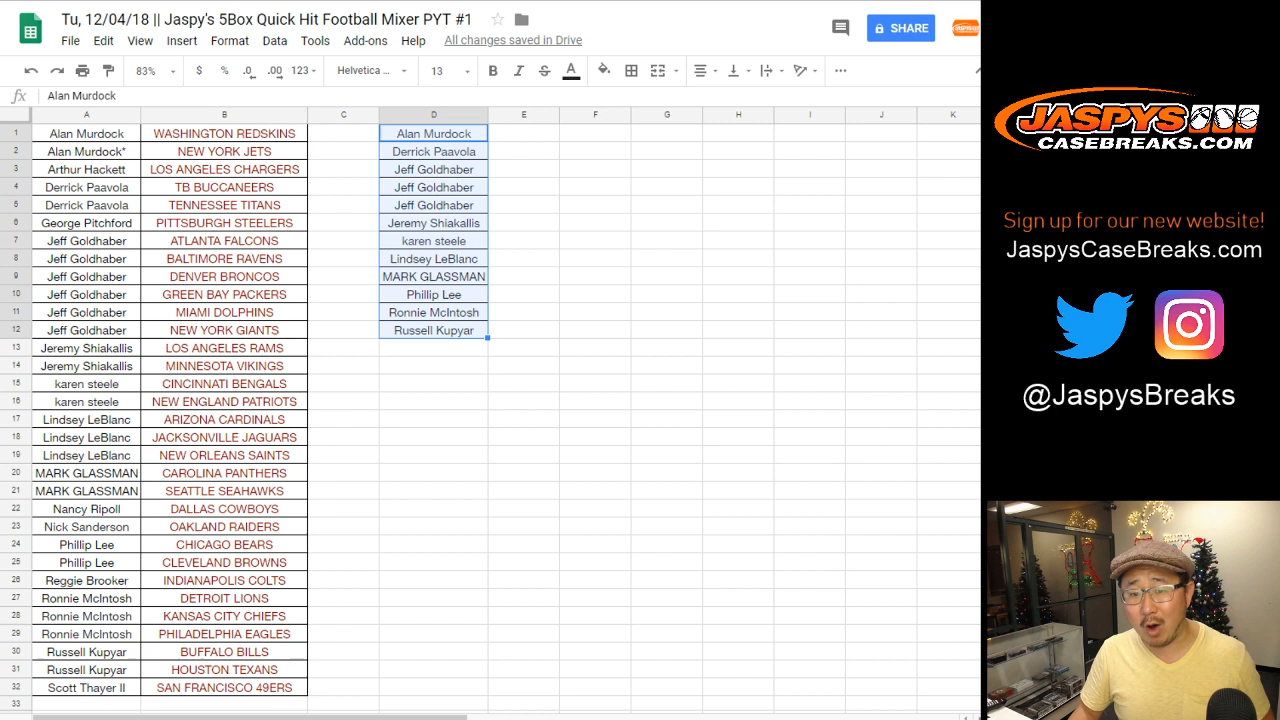 Tu, 12/04/18 || Jaspy's 5Box Quick Hit Football Mixer PYT #1
File Edit View Insert Format Data Tools Add-ons Help All changes saved in Drive
SHARE
83% $ % .0 .00 123 Helvetica ... 13 B I S A
fx Alan Murdock
A B C D E F G H I J K
1 Alan Murdock WASHINGTON REDSKINS Alan Murdock
2 Alan Murdock* NEW YORK JETS Derrick Paavola
3 Arthur Hackett LOS ANGELES CHARGERS Jeff Goldhaber
4 Derrick Paavola TB BUCCANEERS Jeff Goldhaber
5 Derrick Paavola TENNESSEE TITANS Jeff Goldhaber
6 George Pitchford PITTSBURGH STEELERS Jeremy Shiakallis
7 Jeff Goldhaber ATLANTA FALCONS karen steele
8 Jeff Goldhaber BALTIMORE RAVENS Lindsey LeBlanc
9 Jeff Goldhaber DENVER BRONCOS MARK GLASSMAN
10 Jeff Goldhaber GREEN BAY PACKERS Phillip Lee
11 Jeff Goldhaber MIAMI DOLPHINS Ronnie McIntosh
12 Jeff Goldhaber NEW YORK GIANTS Russell Kupyar
13 Jeremy Shiakallis LOS ANGELES RAMS
14 Jeremy Shiakallis MINNESOTA VIKINGS
15 karen steele CINCINNATI BENGALS
16 karen steele NEW ENGLAND PATRIOTS
17 Lindsey LeBlanc ARIZONA CARDINALS
18 Lindsey LeBlanc JACKSONVILLE JAGUARS
19 Lindsey LeBlanc NEW ORLEANS SAINTS
20 MARK GLASSMAN CAROLINA PANTHERS
21 MARK GLASSMAN SEATTLE SEAHAWKS
22 Nancy Ripoll DALLAS COWBOYS
23 Nick Sanderson OAKLAND RAIDERS
24 Phillip Lee CHICAGO BEARS
25 Phillip Lee CLEVELAND BROWNS
26 Reggie Brooker INDIANAPOLIS COLTS
27 Ronnie McIntosh DETROIT LIONS
28 Ronnie McIntosh KANSAS CITY CHIEFS
29 Ronnie McIntosh PHILADELPHIA EAGLES
30 Russell Kupyar BUFFALO BILLS
31 Russell Kupyar HOUSTON TEXANS
32 Scott Thayer II SAN FRANCISCO 49ERS
33
JASPYS
CASEBREAKS.COM
Sign up for our new website!
JaspysCaseBreaks.com
@JaspysBreaks